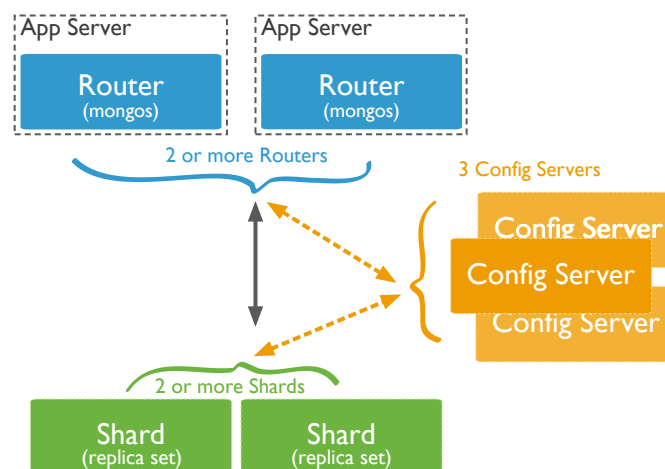 App Server
App Server
Router
(mongos)
Router
(mongos)
2 or more Routers
3 Config Servers
Config Server
Config Server
Config Server
2 or more Shards
Shard
(replica set)
Shard
(replica set)